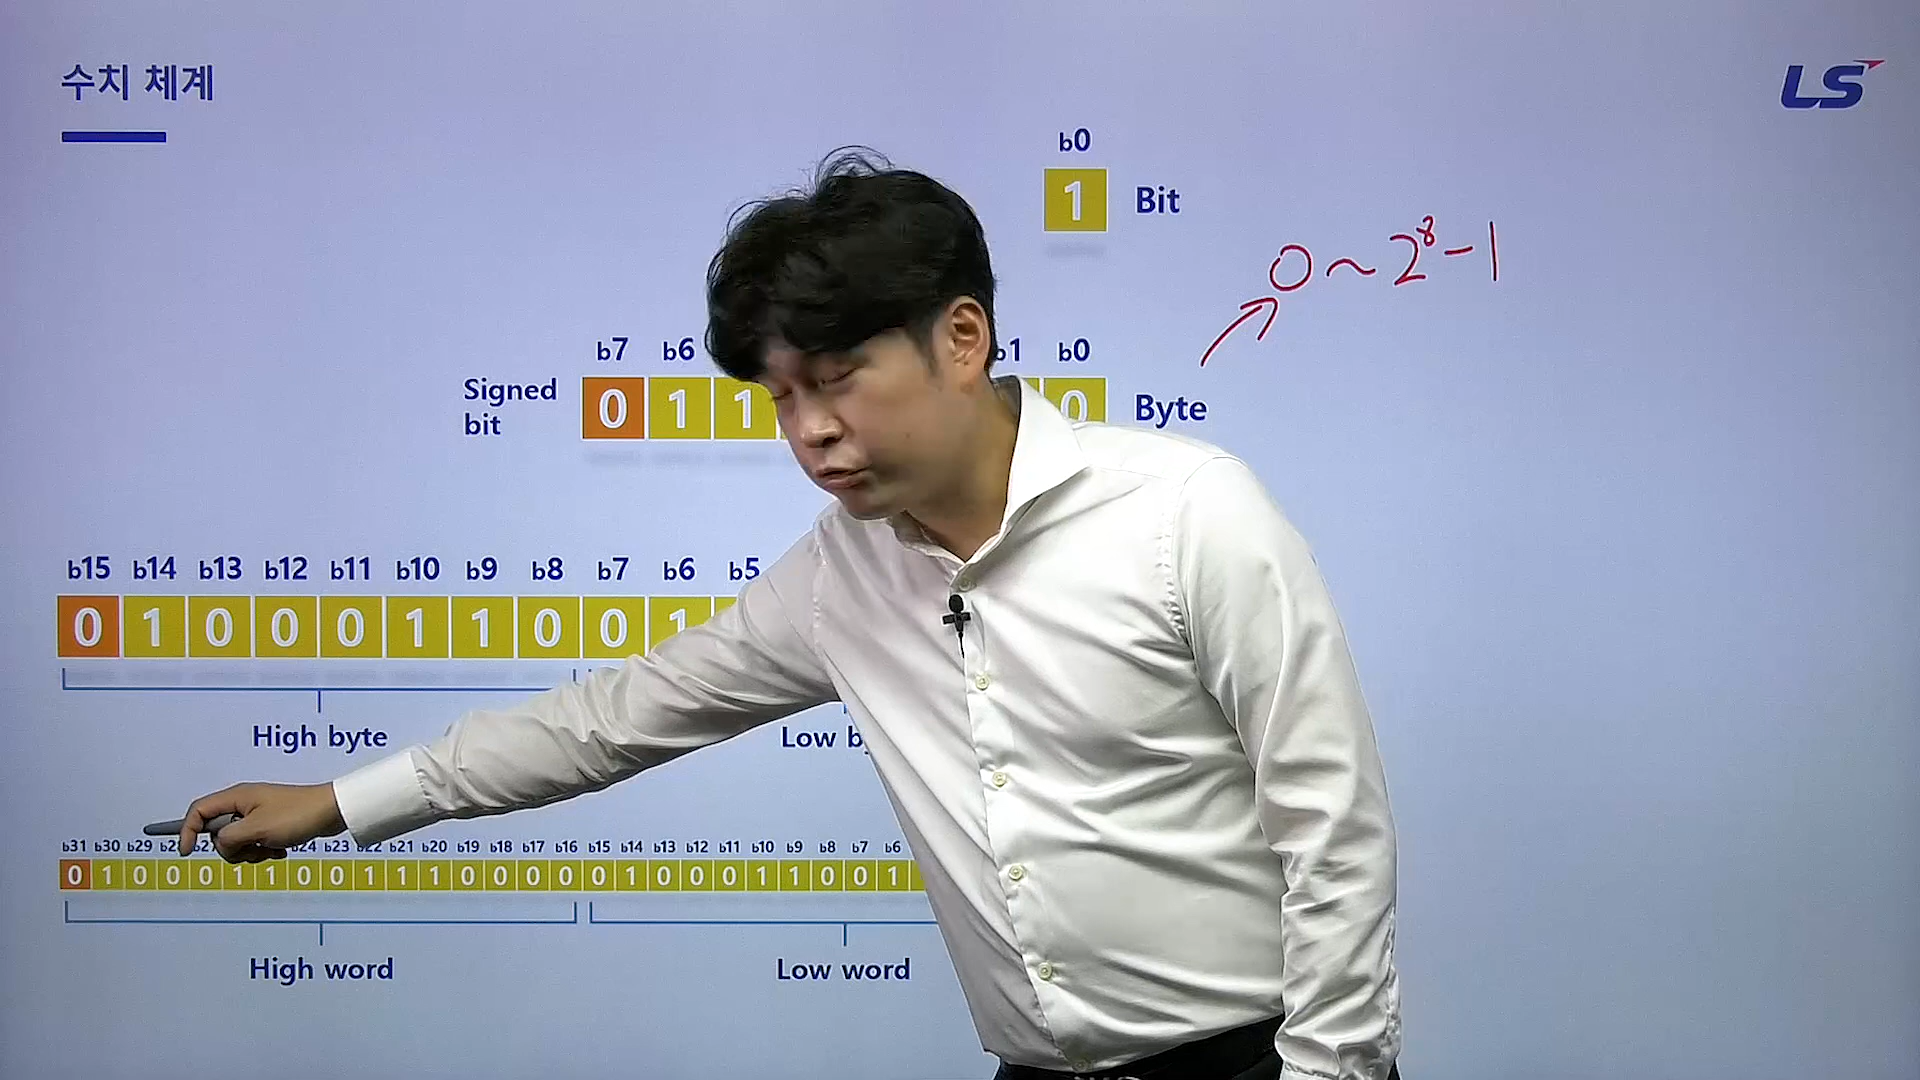 수치 체계
LS
b0
1 Bit
0 ~ 2⁸ - 1
b7 b6 b1 b0
Signed bit
0 1 1 0 Byte
b15 b14 b13 b12 b11 b10 b9 b8 b7 b6 b5
0 1 0 0 0 1 1 0 0 1
High byte Low
b31 b30 b29 b24 b23 b22 b21 b20 b19 b18 b17 b16 b15 b14 b13 b12 b11 b10 b9 b8 b7 b6
0 1 0 0 0 1 1 0 0 1 1 1 0 0 0 0 0 1 0 0 0 1 1 0 0 1
High word Low word